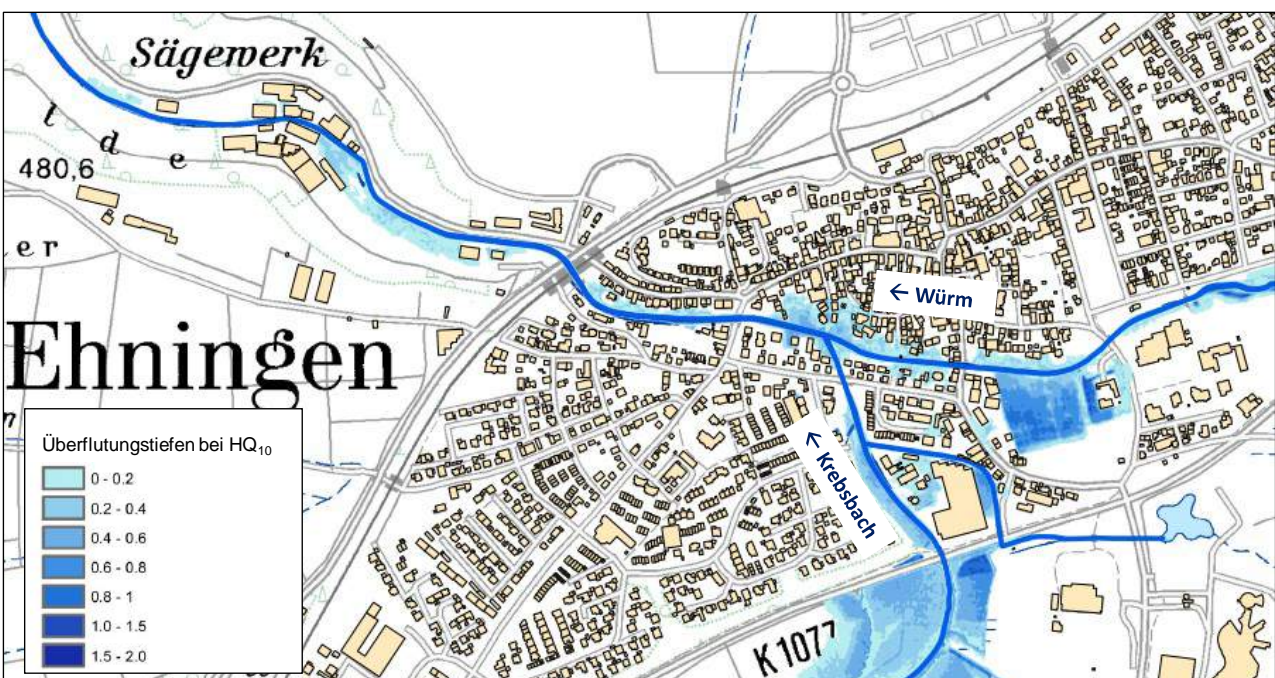 Sägewerk
l d e
480,6
er
Ehningen
n
← Würm
← Krebsbach
K 1077
Überflutungstiefen bei HQ₁₀
0 - 0.2
0.2 - 0.4
0.4 - 0.6
0.6 - 0.8
0.8 - 1
1.0 - 1.5
1.5 - 2.0